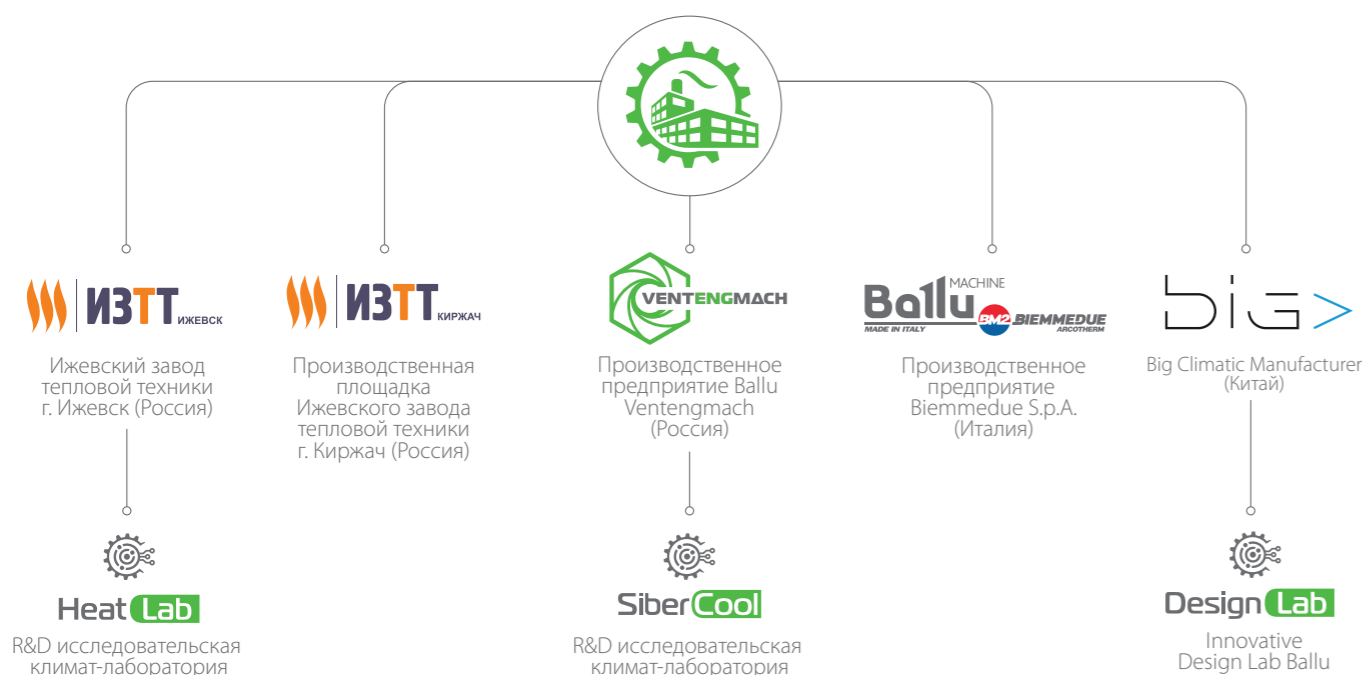 ИЗТТ ИЖЕВСК
Ижевский завод
тепловой техники
г. Ижевск (Россия)
ИЗТТ КИРЖАЧ
Производственная
площадка
Ижевского завода
тепловой техники
г. Киржач (Россия)
VENTENGMACH
Производственное
предприятие Ballu
Ventengmach
(Россия)
Ballu MACHINE
MADE IN ITALY
BM2 BIEMMEDUE
ARCOTHERM
Производственное
предприятие
Biemmedue S.p.A.
(Италия)
BIG
Big Climatic Manufacturer
(Китай)
Heat Lab
R&D исследовательская
климат-лаборатория
SiberCool
R&D исследовательская
климат-лаборатория
Design Lab
Innovative
Design Lab Ballu